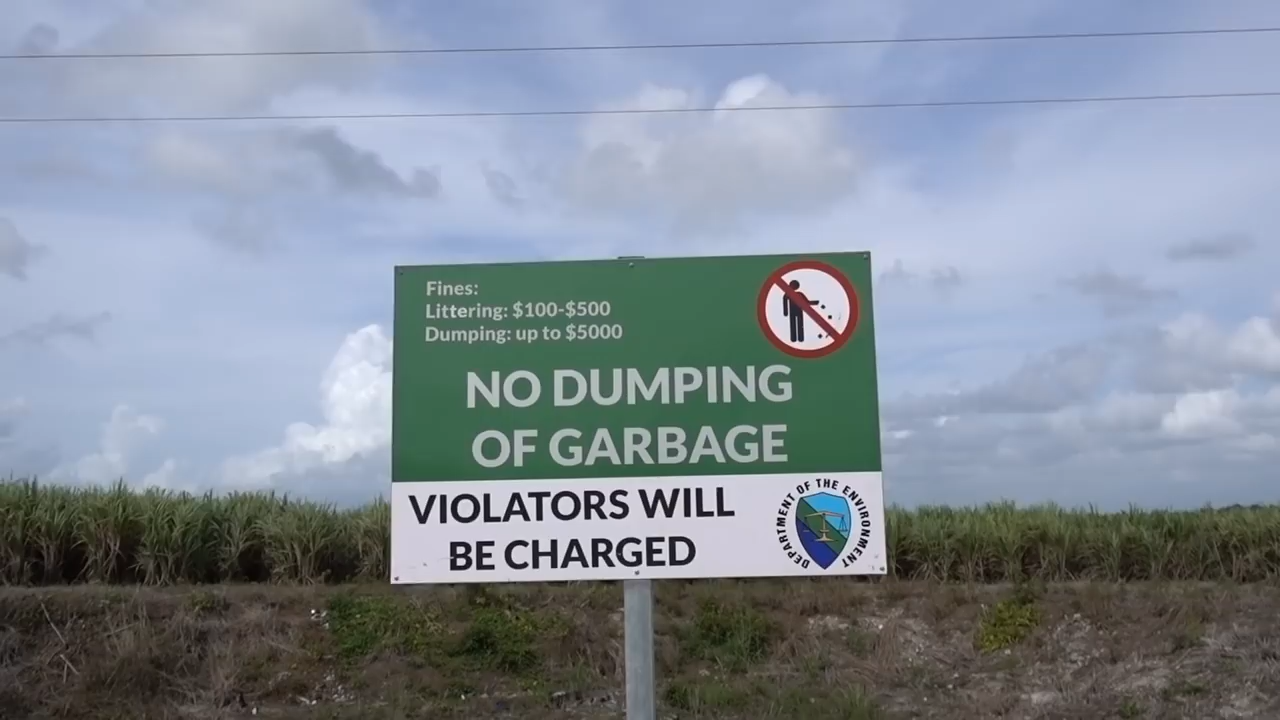 Fines:
Littering: $100-$500
Dumping: up to $5000
NO DUMPING
OF GARBAGE
VIOLATORS WILL
BE CHARGED
DEPARTMENT OF THE ENVIRONMENT